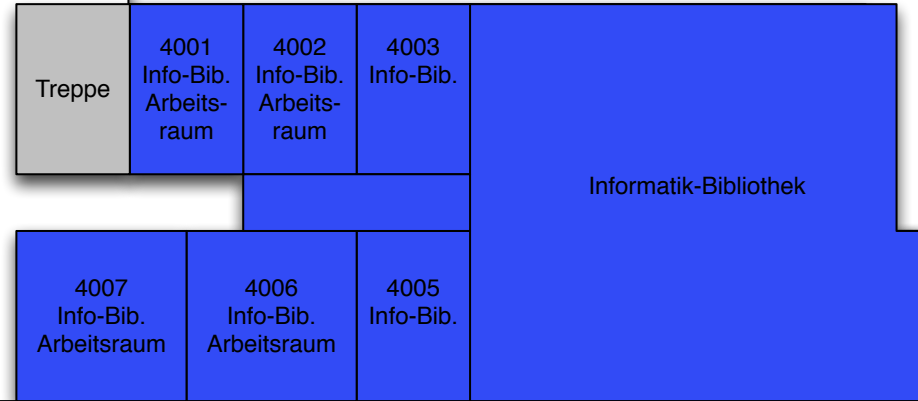 Treppe
4001
Info-Bib.
Arbeits-
raum
4002
Info-Bib.
Arbeits-
raum
4003
Info-Bib.
Informatik-Bibliothek
4007
Info-Bib.
Arbeitsraum
4006
Info-Bib.
Arbeitsraum
4005
Info-Bib.